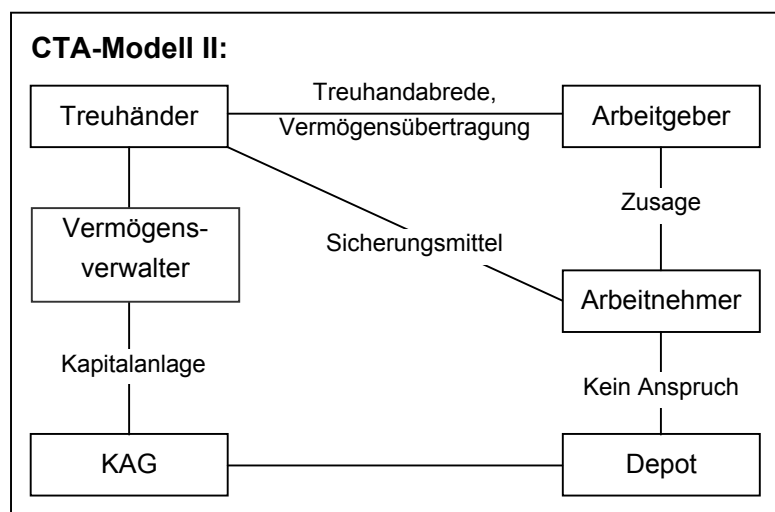 CTA-Modell II:
Treuhänder
Treuhandabrede,
Vermögensübertragung
Arbeitgeber
Vermögens-
verwalter
Sicherungsmittel
Zusage
Arbeitnehmer
Kapitalanlage
Kein Anspruch
KAG
Depot